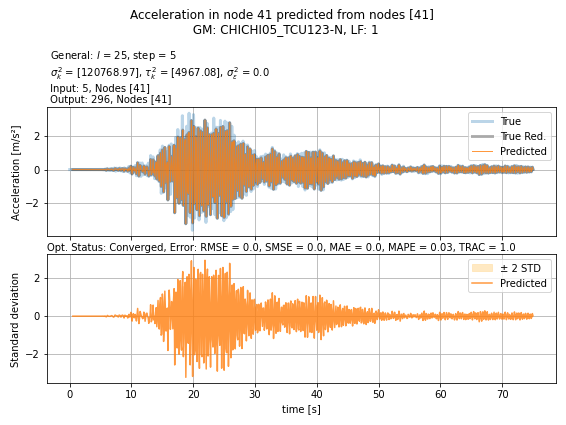 Acceleration in node 41 predicted from nodes [41]
GM: CHICHI05_TCU123-N, LF: 1
General: l = 25, step = 5
σ²ₖ = [120768.97], τ²ₖ = [4967.08], σ²ₑ = 0.0
Input: 5, Nodes [41]
Output: 296, Nodes [41]
True
True Red.
Predicted
Acceleration [m/s²]
2
0
−2
Opt. Status: Converged, Error: RMSE = 0.0, SMSE = 0.0, MAE = 0.0, MAPE = 0.03, TRAC = 1.0
± 2 STD
Predicted
Standard deviation
2
0
−2
0 10 20 30 40 50 60 70
time [s]